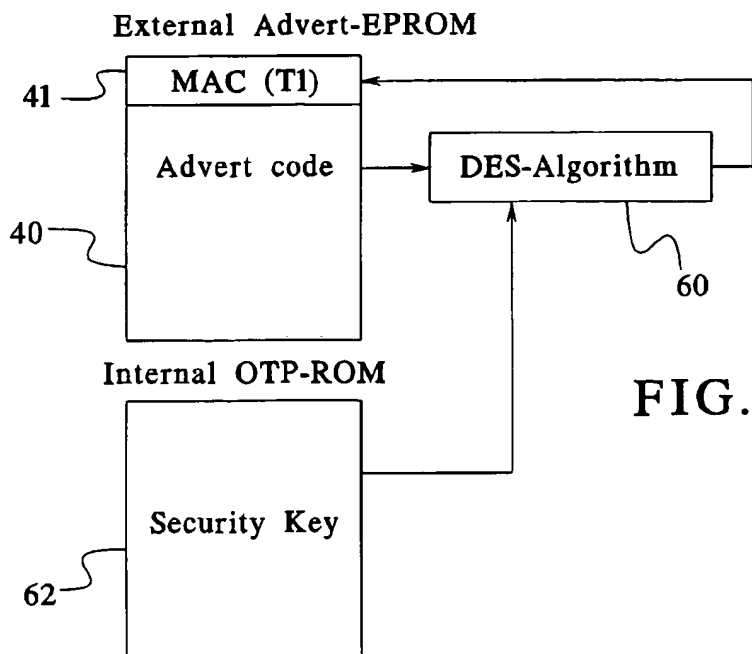 External Advert-EPROM
41
MAC (T1)
Advert code
DES-Algorithm
40
60
Internal OTP-ROM
FIG.
Security Key
62